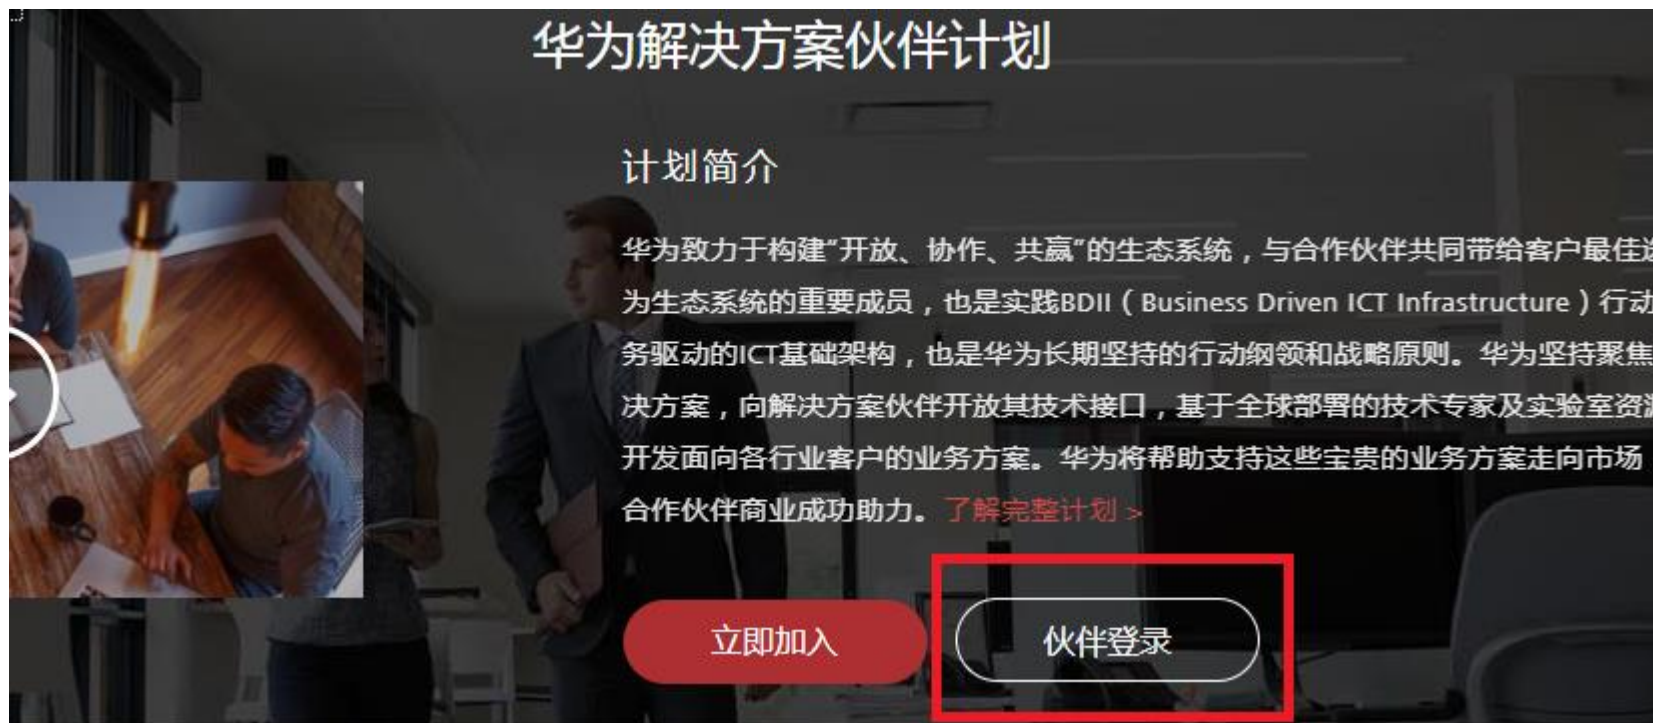 华为解决方案伙伴计划
计划简介
华为致力于构建“开放、协作、共赢”的生态系统，与合作伙伴共同带给客户最佳
为生态系统的重要成员，也是实践BDII（Business Driven ICT Infrastructure）行动
务驱动的ICT基础架构，也是华为长期坚持的行动纲领和战略原则。华为坚持聚焦
决方案，向解决方案伙伴开放其技术接口，基于全球部署的技术专家及实验室资
开发面向各行业客户的业务方案。华为将帮助支持这些宝贵的业务方案走向市场
合作伙伴商业成功助力。了解完整计划 >
立即加入
伙伴登录